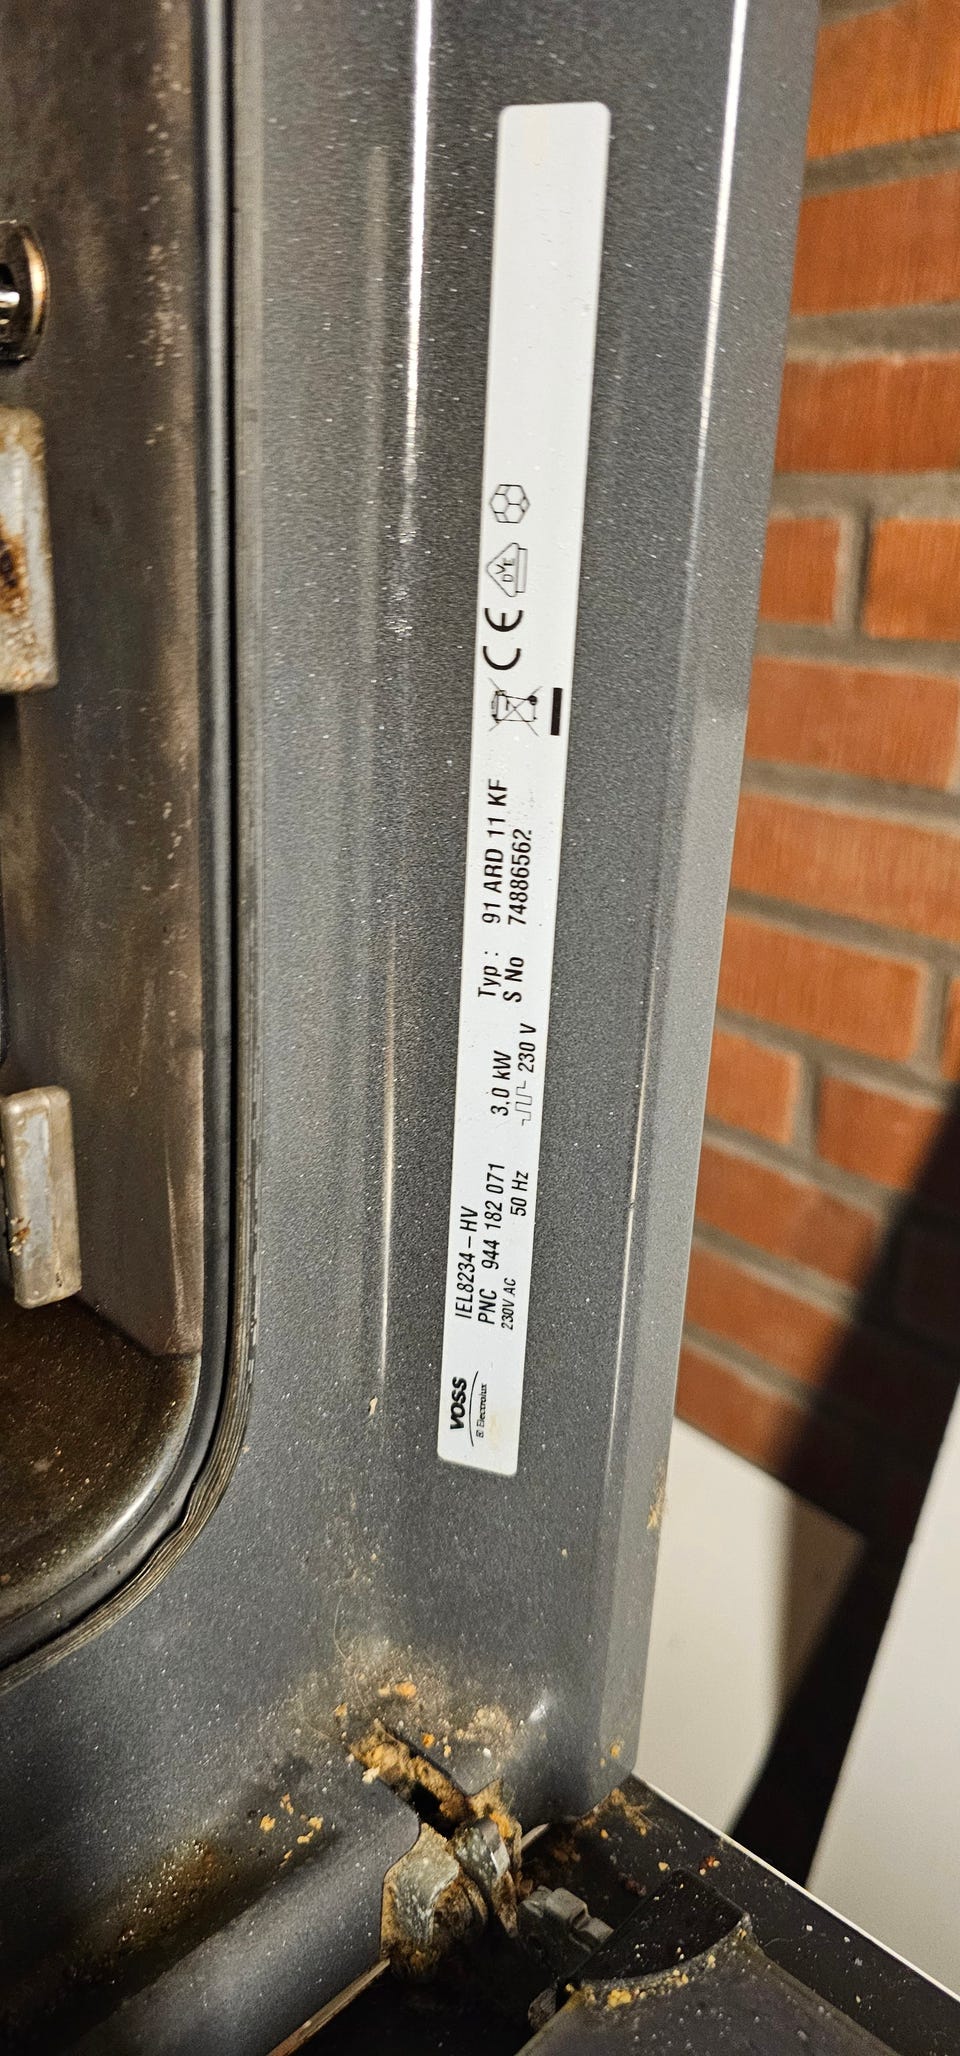 VOSS
Electrolux
IEL8234-HV
PNC 944 182 071 3,0 kW Typ : 91 ARD 11 KF
230V AC 50 Hz 230 V S No 74886562
CE
DVE